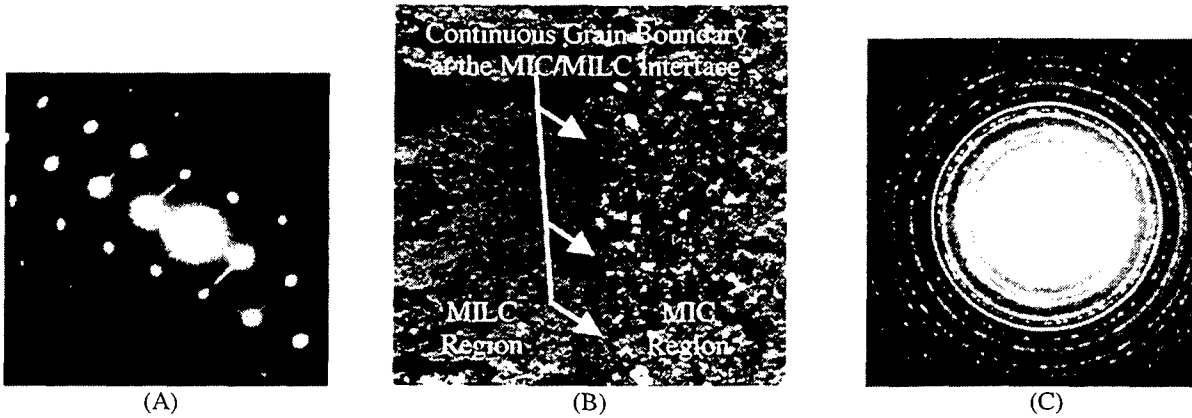 Continuous Grain Boundary
at the MIC/MILC Interface
MILC
Region
MIC
Region
(A)
(B)
(C)